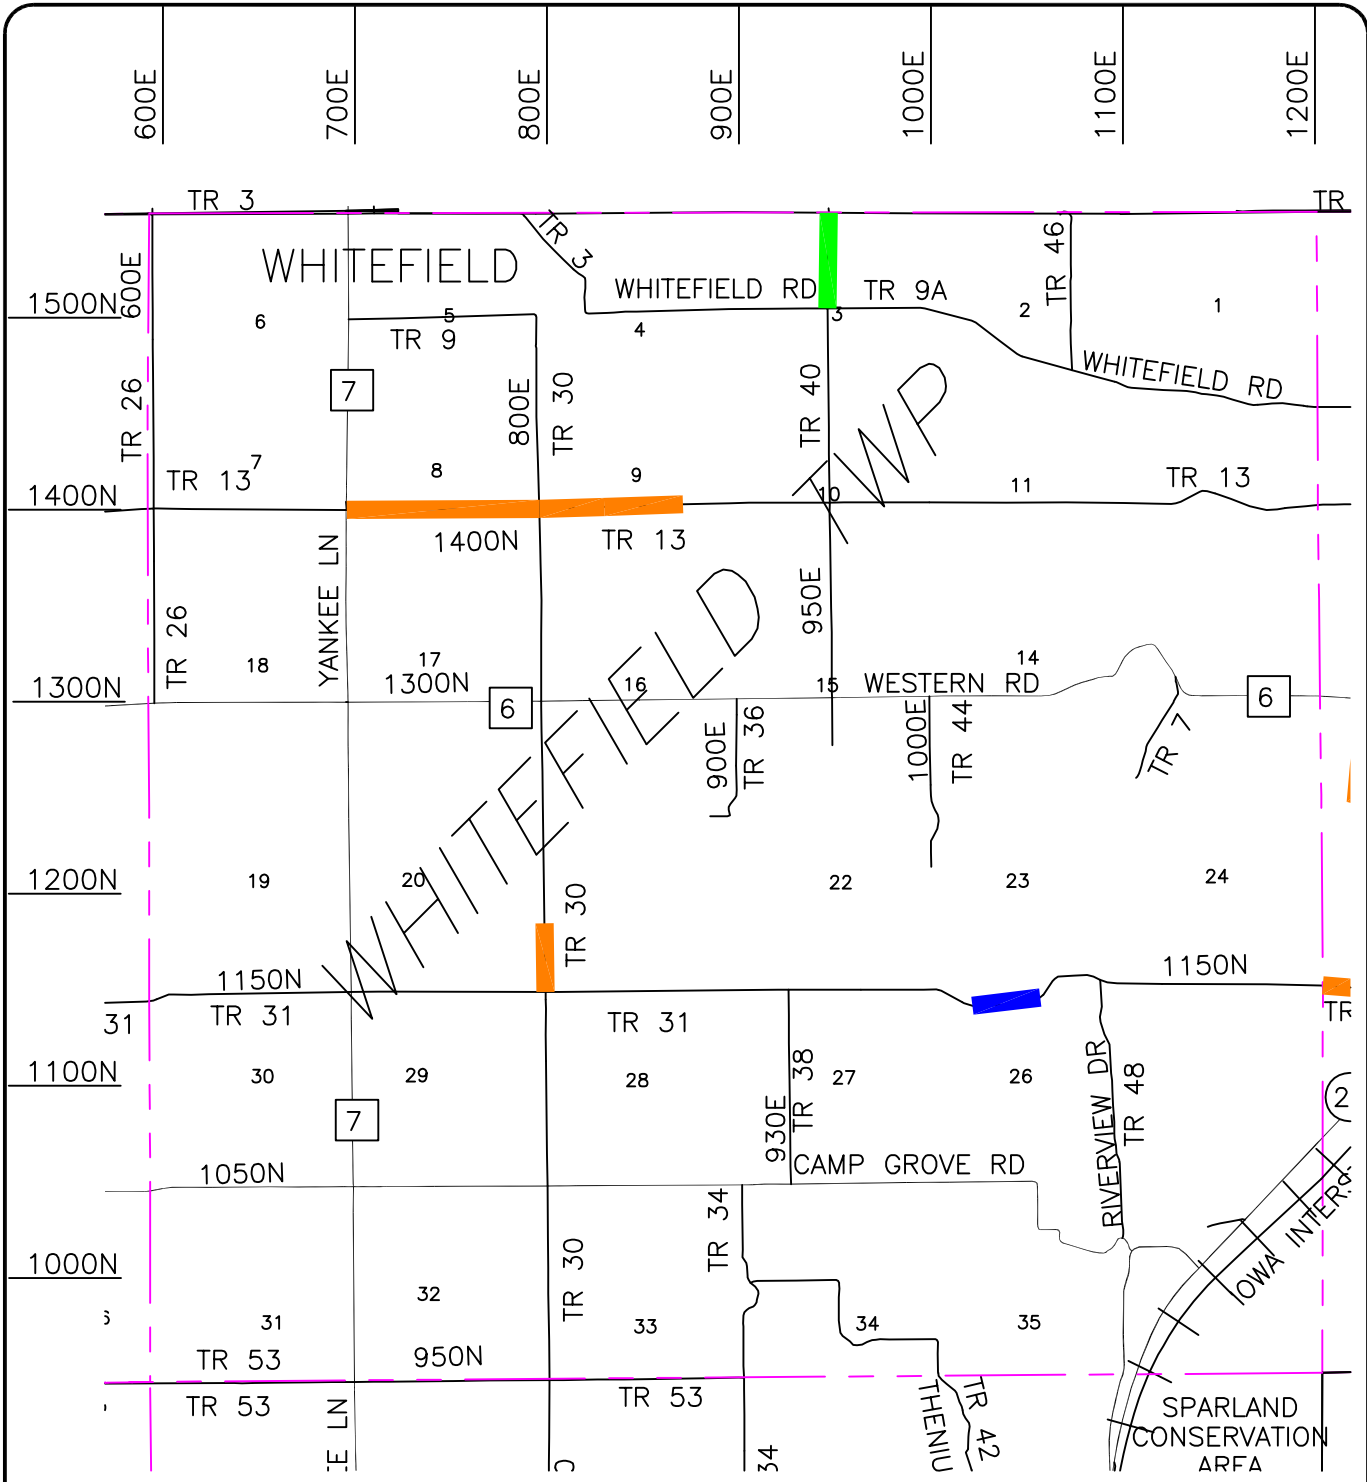 600E
700E
800E
900E
1000E
1100E
1200E
TR 3
TR
WHITEFIELD
TR 3
600E
TR 46
WHITEFIELD RD
TR 9A
1500N
6
5
4
3
2
1
TR 9
WHITEFIELD RD
7
TR 26
800E
TR 30
TR 40
WHITEFIELD TWP
TR 13
7
8
9
10
11
TR 13
1400N
1400N
TR 13
YANKEE LN
950E
TR 26
18
17
16
15
14
1300N
1300N
6
WESTERN RD
6
900E
TR 36
1000E
TR 44
TR 7
1200N
19
20
22
23
24
TR 30
1150N
1150N
31
TR 31
TR 31
TR
1100N
30
29
28
27
26
7
930E
TR 38
RIVERVIEW DR
TR 48
2
1050N
CAMP GROVE RD
TR 34
TR 30
1000N
OWA INTERS
31
32
33
34
35
TR 53
950N
TR 53
TR 53
SPARLAND
CONSERVATION
AREA
E LN
34
THENIU
TR 42